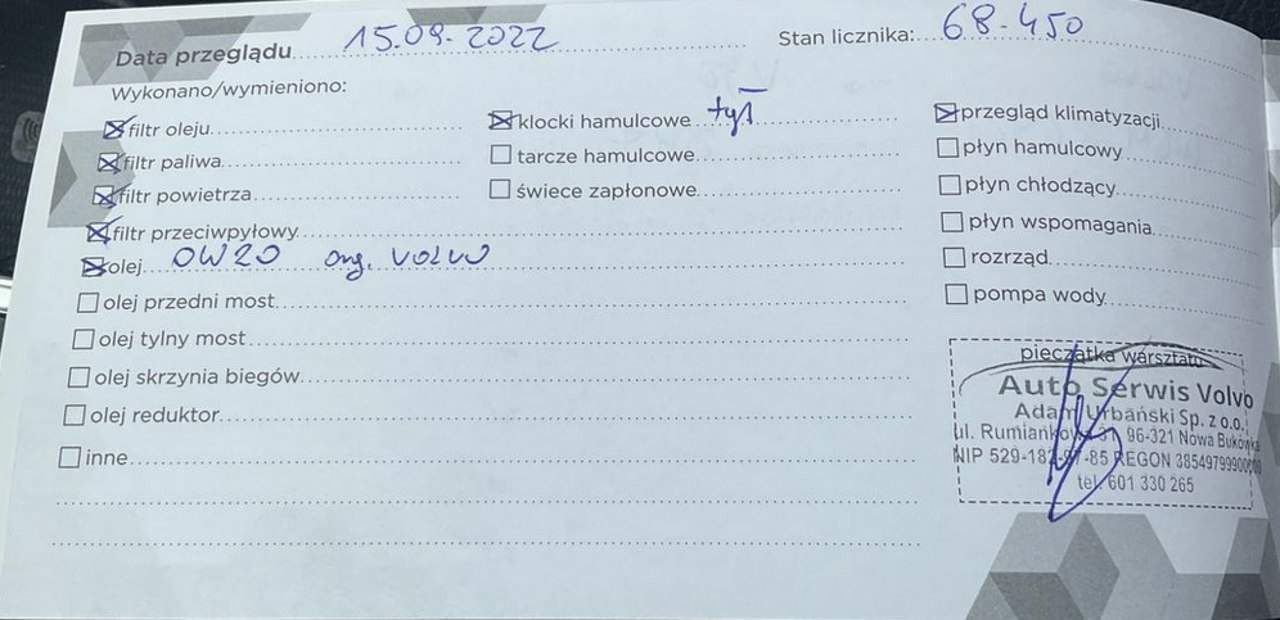 Data przeglądu 15.09.2022 Stan licznika: 68.450
Wykonano/wymieniono:
filtr oleju klocki hamulcowe tył przegląd klimatyzacji
filtr paliwa tarcze hamulcowe płyn hamulcowy
filtr powietrza świece zapłonowe płyn chłodzący
filtr przeciwpyłowy płyn wspomagania
olej 0W20 org. VOLVO rozrząd
olej przedni most pompa wody
olej tylny most
olej skrzynia biegów
olej reduktor
inne
pieczątka warsztatu
Auto Serwis Volvo
Adam Urbański Sp. z o.o.
ul. 96-321 Nowa Bukówka
NIP REGON
tel. 601 330 265